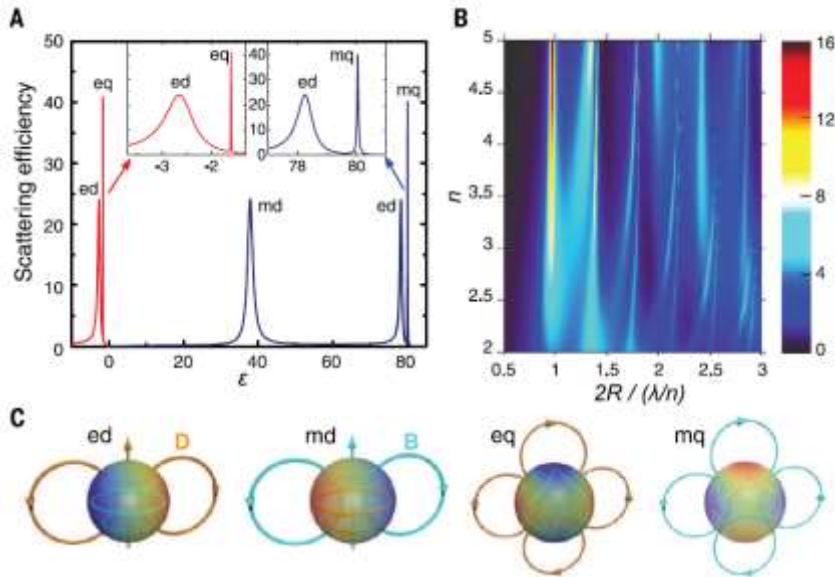 A
B
50
40
30
20
10
0
Scattering efficiency
0
20
40
60
80
ε
eq
ed
md
ed
mq
eq
ed
-3
-2
40
30
20
10
0
mq
ed
78
80
5
4.5
4
3.5
3
2.5
2
n
0.5
1
1.5
2
2.5
3
2R / (λ/n)
16
12
8
4
0
C
ed
D
md
B
eq
mq